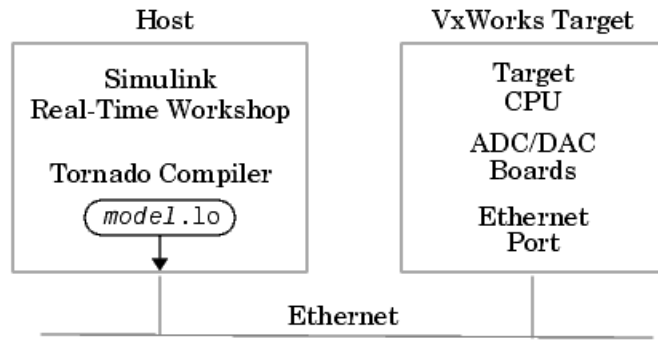 Host
Simulink
Real-Time Workshop
Tornado Compiler
model.lo
VxWorks Target
Target
CPU
ADC/DAC
Boards
Ethernet
Port
Ethernet